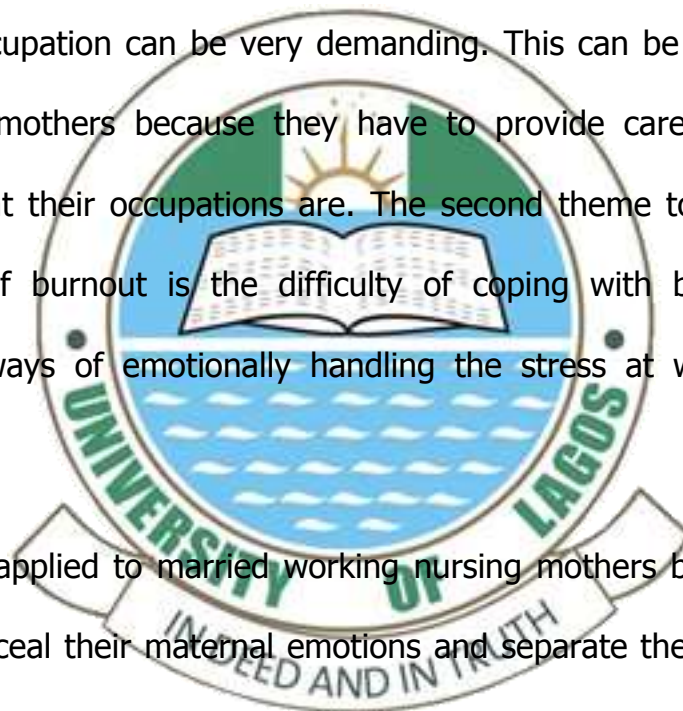 cupation can be very demanding. This can be
mothers because they have to provide care
t their occupations are. The second theme to
f burnout is the difficulty of coping with b
ways of emotionally handling the stress at w
applied to married working nursing mothers b
ceal their maternal emotions and separate the
UNIVERSITY OF LAGOS
IN DEED AND IN TRUTH